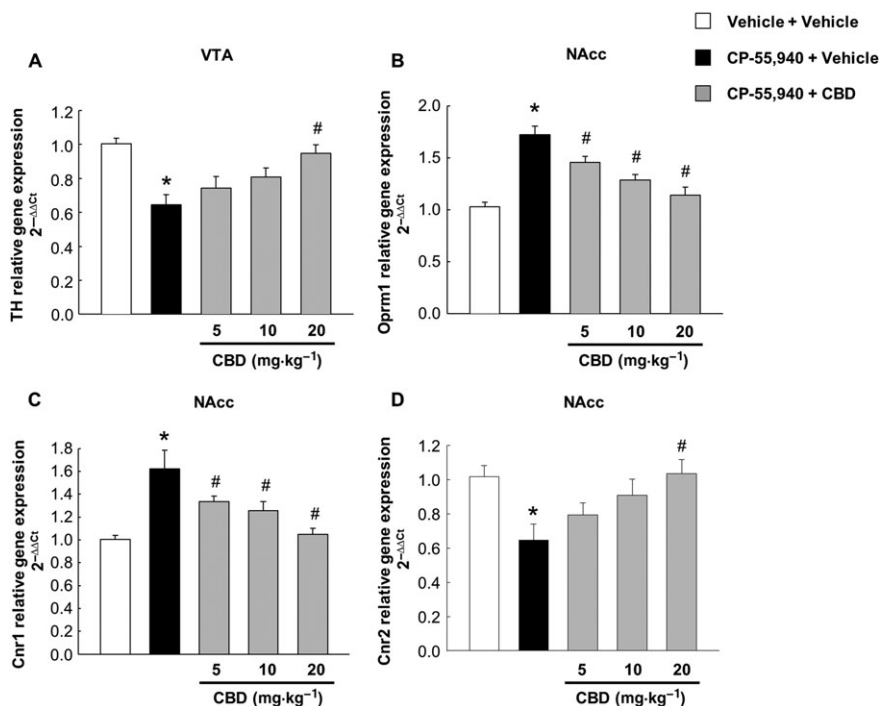 Vehicle + Vehicle
CP-55,940 + Vehicle
CP-55,940 + CBD
A
VTA
TH relative gene expression
2−ΔΔCt
1.2
1.0
0.8
0.6
0.4
0.2
0.0
*
#
5 10 20
CBD (mg·kg−1)
B
NAcc
Oprm1 relative gene expression
2−ΔΔCt
2.0
1.5
1.0
0.5
0.0
*
# # #
5 10 20
CBD (mg·kg−1)
C
NAcc
Cnr1 relative gene expression
2−ΔΔCt
1.8
1.6
1.4
1.2
1.0
0.8
0.6
0.4
0.2
0.0
*
# # #
5 10 20
CBD (mg·kg−1)
D
NAcc
Cnr2 relative gene expression
2−ΔΔCt
1.2
1.0
0.8
0.6
0.4
0.2
0.0
*
#
5 10 20
CBD (mg·kg−1)